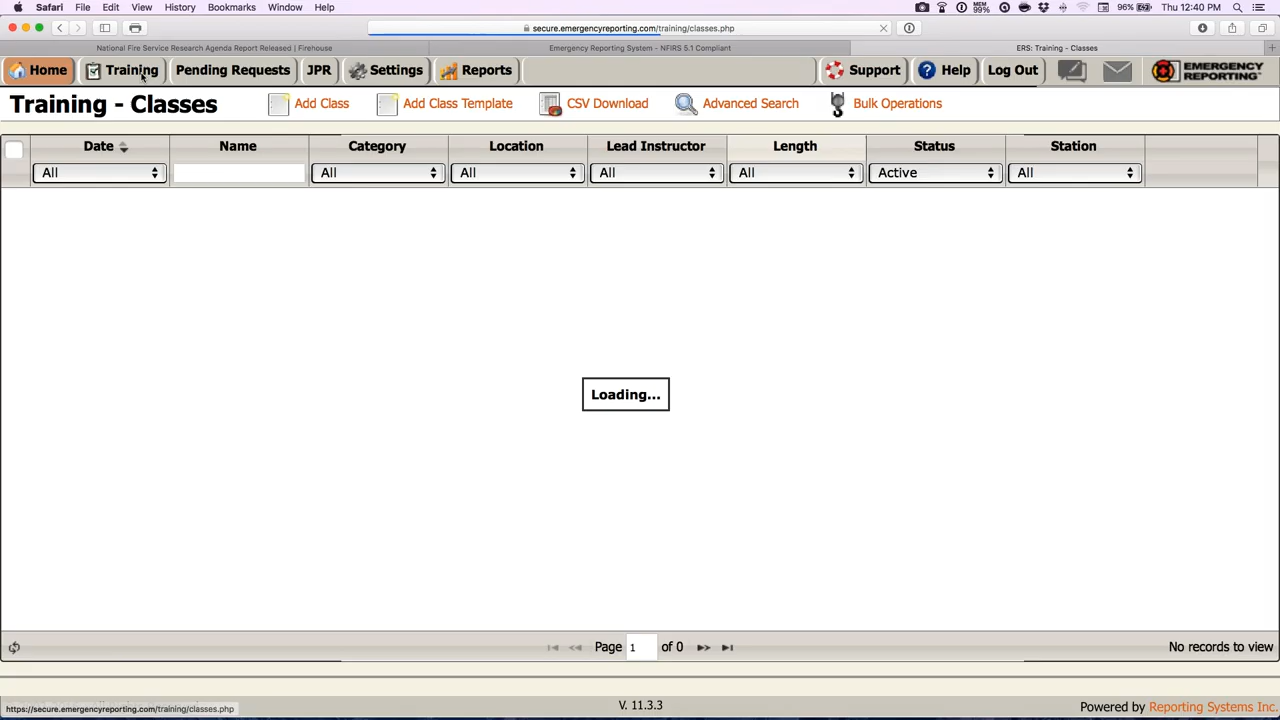 Safari File Edit View History Bookmarks Window Help MEM 99% 96% Thu 12:40 PM
secure.emergencyreporting.com/training/classes.php
National Fire Service Research Agenda Report Released | Firehouse Emergency Reporting System - NFIRS 5.1 Compliant ERS: Training - Classes
Home Training Pending Requests JPR Settings Reports Support Help Log Out EMERGENCY REPORTING
Training - Classes Add Class Add Class Template CSV Download Advanced Search Bulk Operations
Date Name Category Location Lead Instructor Length Status Station
All All All All All Active All
Loading...
Page 1 of 0 No records to view
V. 11.3.3
Powered by Reporting Systems Inc.
https://secure.emergencyreporting.com/training/classes.php